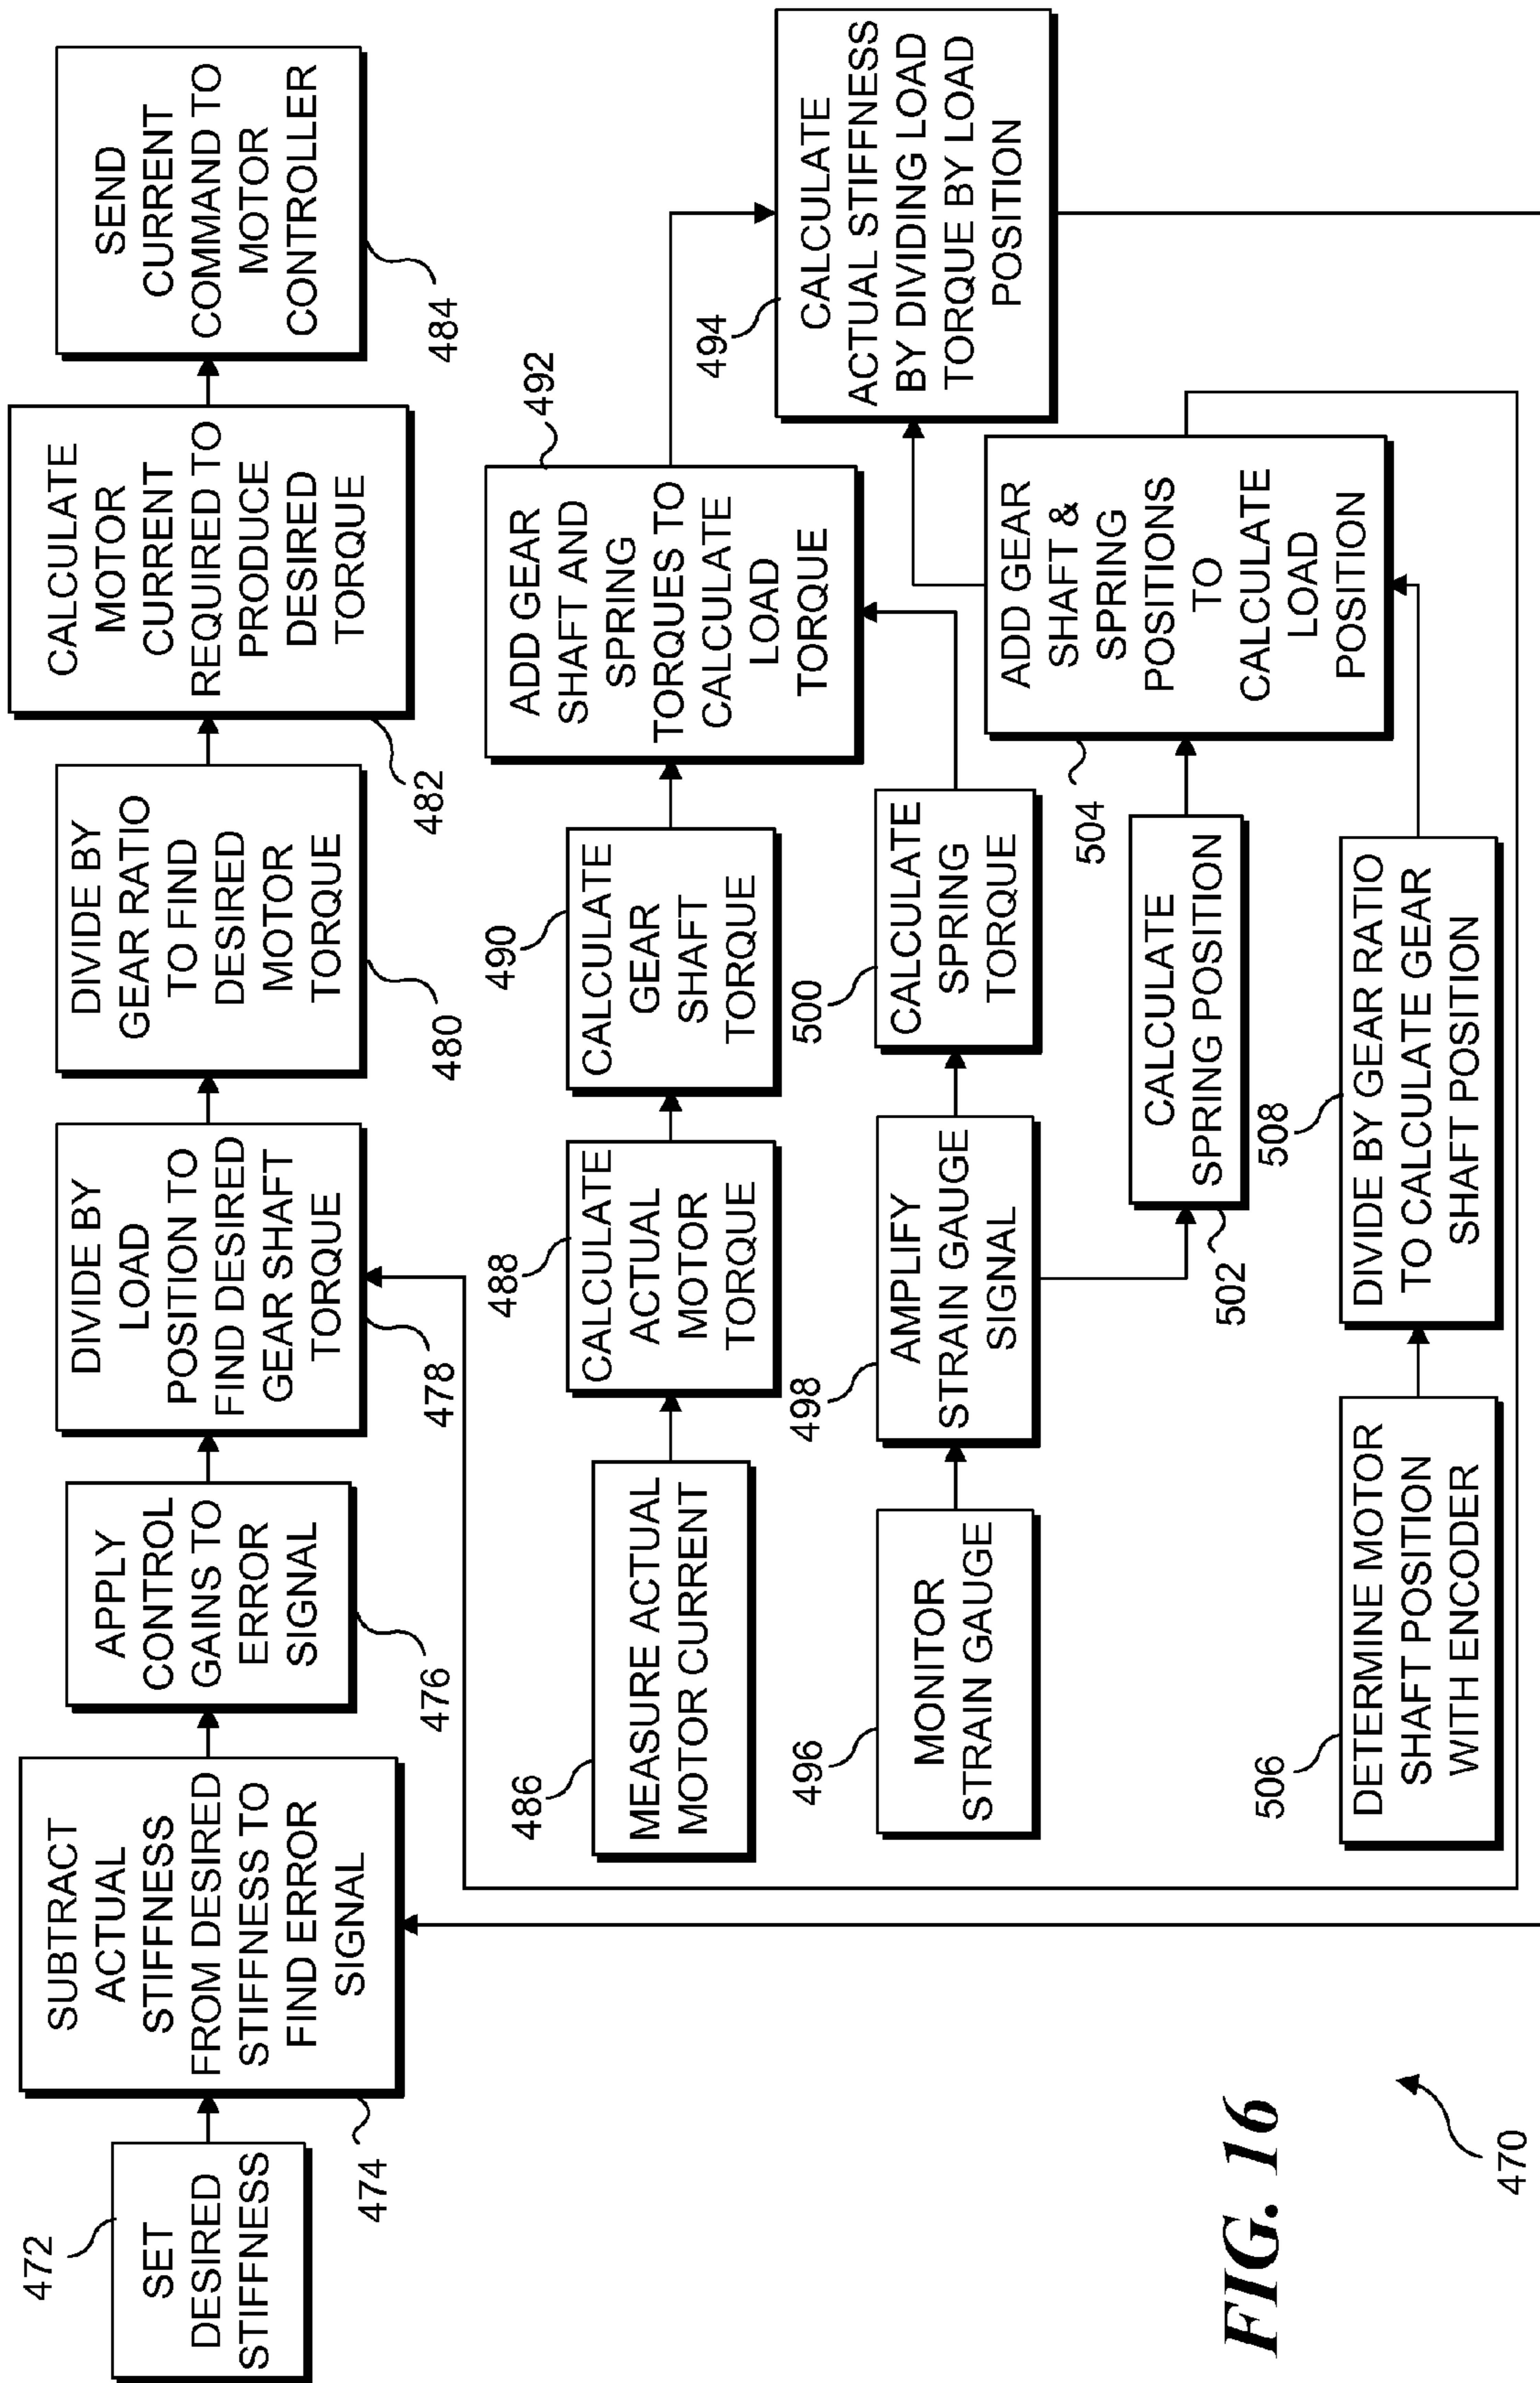 472
SET
DESIRED
STIFFNESS
SUBTRACT
ACTUAL
STIFFNESS
FROM DESIRED
STIFFNESS TO
FIND ERROR
SIGNAL
474
APPLY
CONTROL
GAINS TO
ERROR
SIGNAL
476
DIVIDE BY
LOAD
POSITION TO
FIND DESIRED
GEAR SHAFT
TORQUE
478
DIVIDE BY
GEAR RATIO
TO FIND
DESIRED
MOTOR
TORQUE
480
CALCULATE
MOTOR
CURRENT
REQUIRED TO
PRODUCE
DESIRED
TORQUE
482
SEND
CURRENT
COMMAND TO
MOTOR
CONTROLLER
484
486
MEASURE ACTUAL
MOTOR CURRENT
488
CALCULATE
ACTUAL
MOTOR
TORQUE
490
CALCULATE
GEAR
SHAFT
TORQUE
492
ADD GEAR
SHAFT AND
SPRING
TORQUES TO
CALCULATE
LOAD
TORQUE
494
CALCULATE
ACTUAL STIFFNESS
BY DIVIDING LOAD
TORQUE BY LOAD
POSITION
496
MONITOR
STRAIN GAUGE
498
AMPLIFY
STRAIN GAUGE
SIGNAL
500
CALCULATE
SPRING
TORQUE
CALCULATE
SPRING POSITION
502
504
ADD GEAR
SHAFT &
SPRING
POSITIONS
TO
CALCULATE
LOAD
POSITION
506
DETERMINE MOTOR
SHAFT POSITION
WITH ENCODER
508
DIVIDE BY GEAR RATIO
TO CALCULATE GEAR
SHAFT POSITION
FIG. 16
470